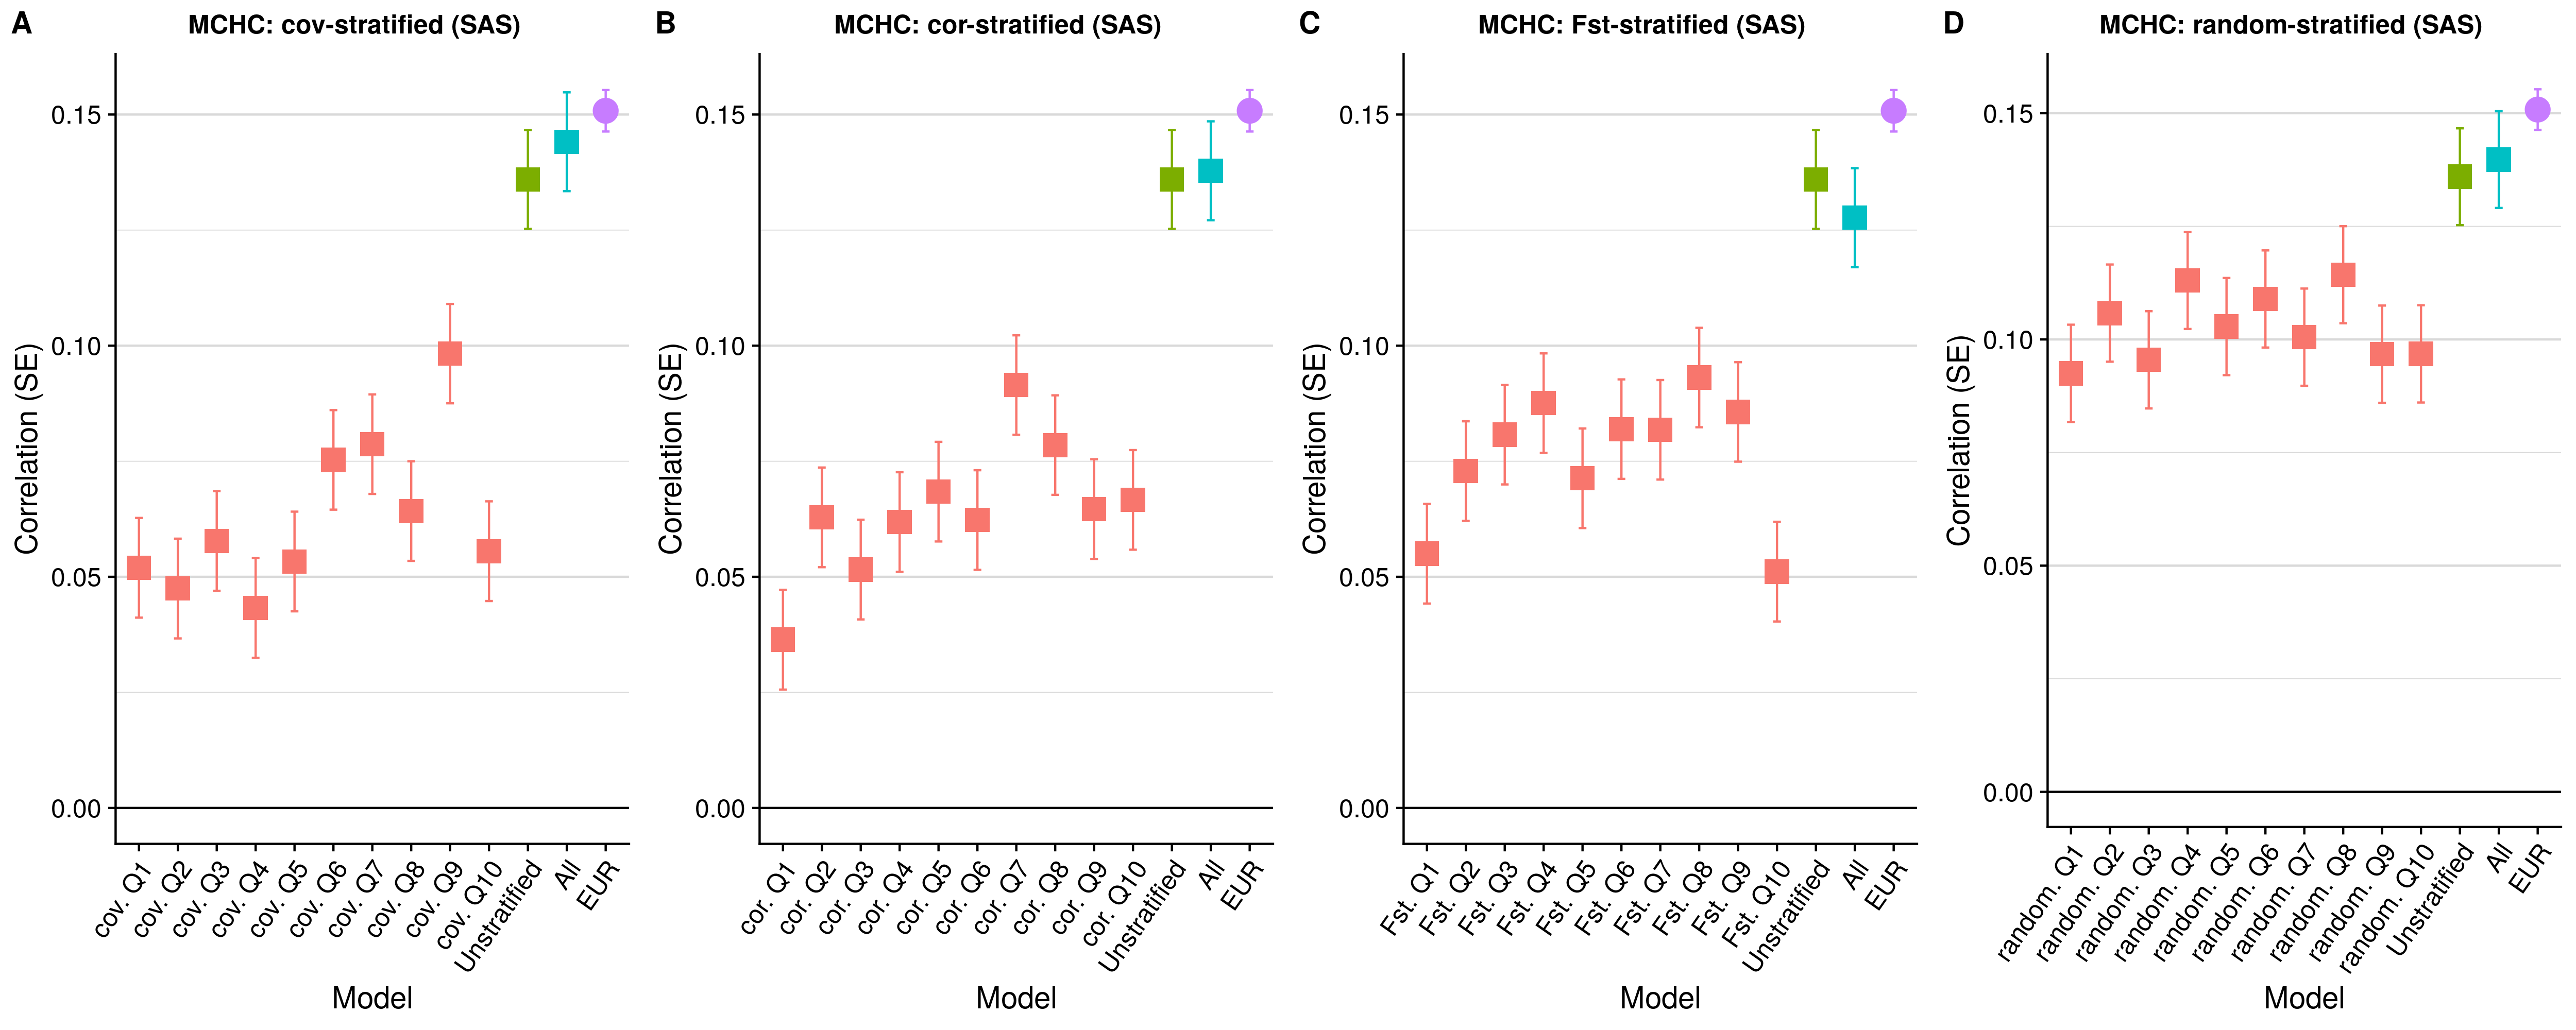 A
MCHC: cov-stratified (SAS)
Correlation (SE)
0.15
0.10
0.05
0.00
cov. Q1
cov. Q2
cov. Q3
cov. Q4
cov. Q5
cov. Q6
cov. Q7
cov. Q8
cov. Q9
cov. Q10
Unstratified
All
EUR
Model
B
MCHC: cor-stratified (SAS)
Correlation (SE)
0.15
0.10
0.05
0.00
cor. Q1
cor. Q2
cor. Q3
cor. Q4
cor. Q5
cor. Q6
cor. Q7
cor. Q8
cor. Q9
cor. Q10
Unstratified
All
EUR
Model
C
MCHC: Fst-stratified (SAS)
Correlation (SE)
0.15
0.10
0.05
0.00
Fst. Q1
Fst. Q2
Fst. Q3
Fst. Q4
Fst. Q5
Fst. Q6
Fst. Q7
Fst. Q8
Fst. Q9
Fst. Q10
Unstratified
All
EUR
Model
D
MCHC: random-stratified (SAS)
Correlation (SE)
0.15
0.10
0.05
0.00
random. Q1
random. Q2
random. Q3
random. Q4
random. Q5
random. Q6
random. Q7
random. Q8
random. Q9
random. Q10
Unstratified
All
EUR
Model